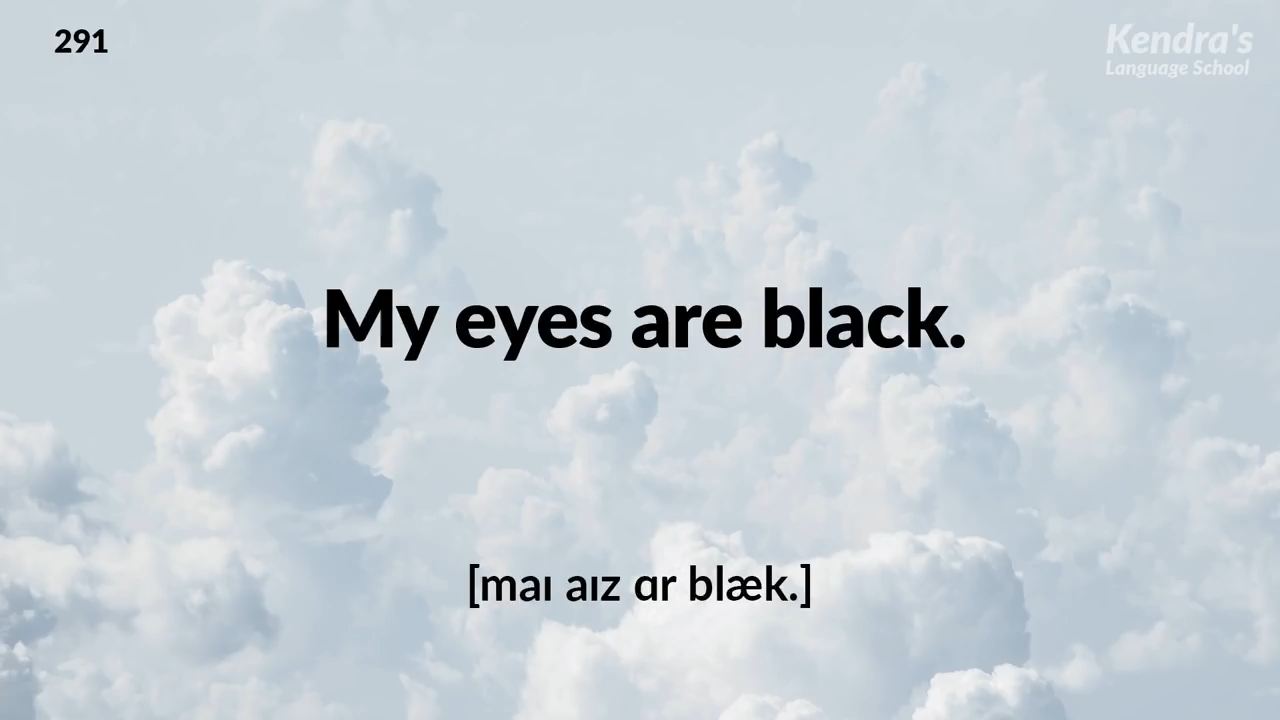 291
Kendra's
Language School
My eyes are black.
[maɪ aɪz ɑr blæk.]